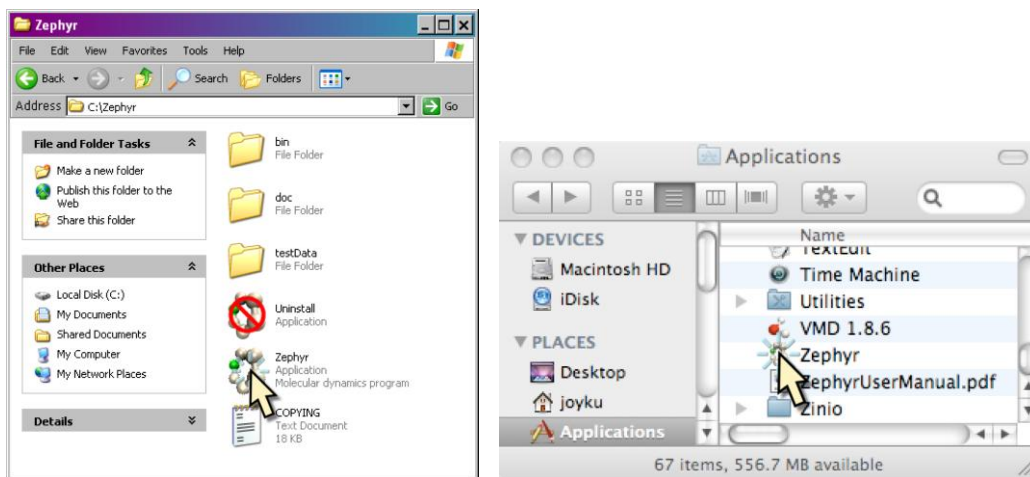 Zephyr
File Edit View Favorites Tools Help
Back Search Folders
Address C:\Zephyr Go
File and Folder Tasks
Make a new folder
Publish this folder to the
Web
Share this folder
Other Places
Local Disk (C:)
My Documents
Shared Documents
My Computer
My Network Places
Details
bin
File Folder
doc
File Folder
testData
File Folder
Uninstall
Application
Zephyr
Application
Molecular dynamics program
COPYING
Text Document
18 KB
Applications
DEVICES
Macintosh HD
iDisk
PLACES
Desktop
joyku
Applications
Name
TextEdit
Time Machine
Utilities
VMD 1.8.6
Zephyr
ZephyrUserManual.pdf
Zinio
67 items, 556.7 MB available